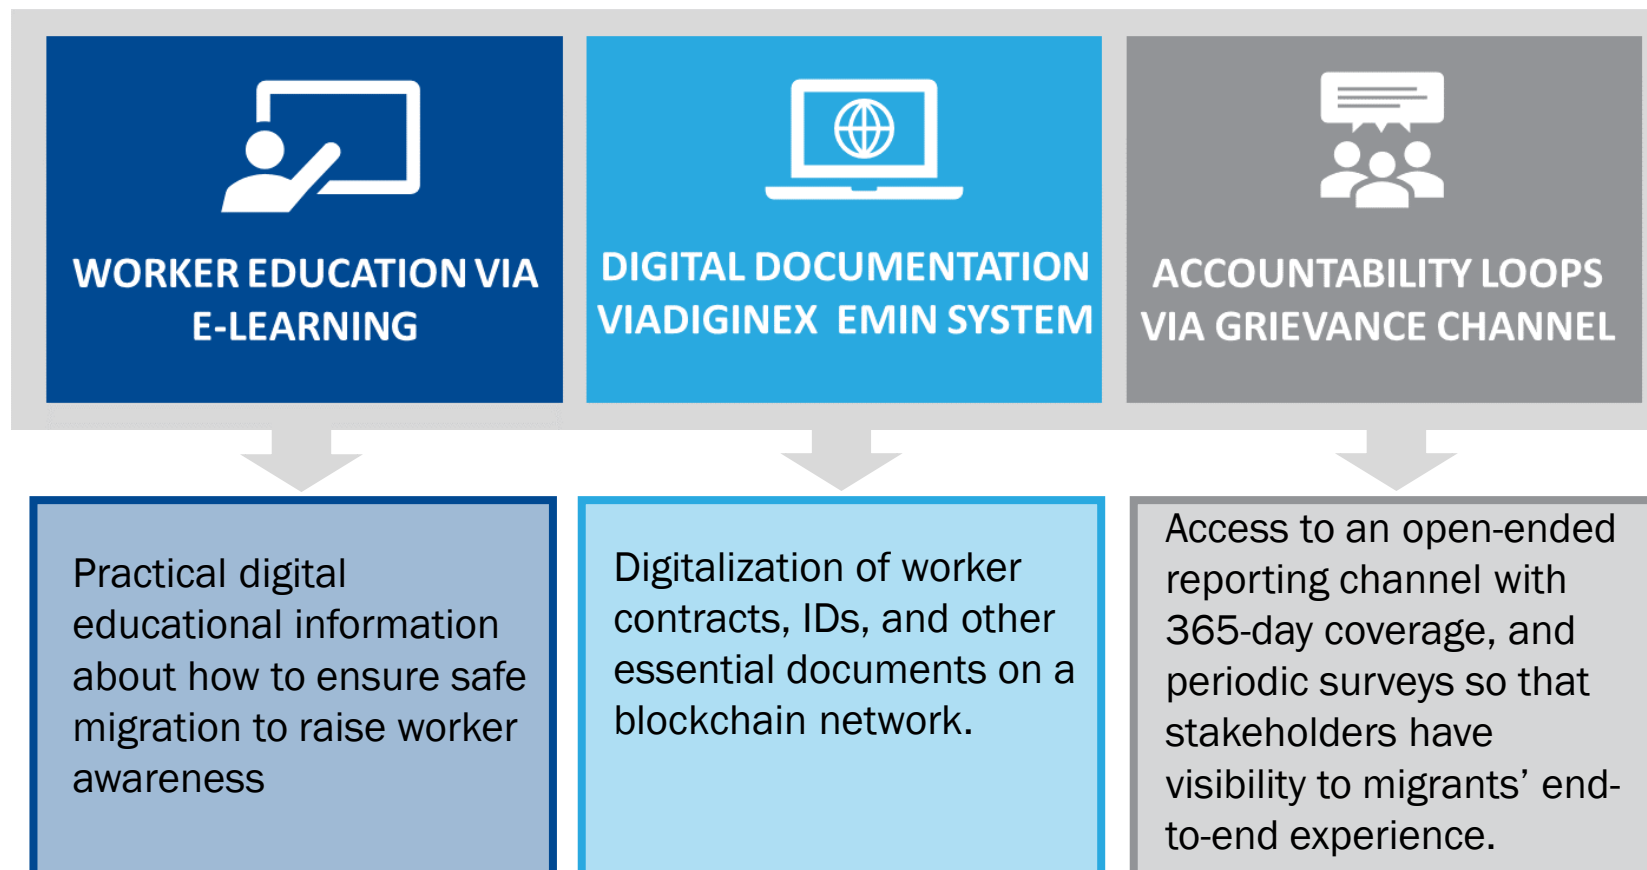 WORKER EDUCATION VIA
E-LEARNING
DIGITAL DOCUMENTATION
VIADIGINEX EMIN SYSTEM
ACCOUNTABILITY LOOPS
VIA GRIEVANCE CHANNEL
Practical digital
educational information
about how to ensure safe
migration to raise worker
awareness
Digitalization of worker
contracts, IDs, and other
essential documents on a
blockchain network.
Access to an open-ended
reporting channel with
365-day coverage, and
periodic surveys so that
stakeholders have
visibility to migrants’ end-
to-end experience.